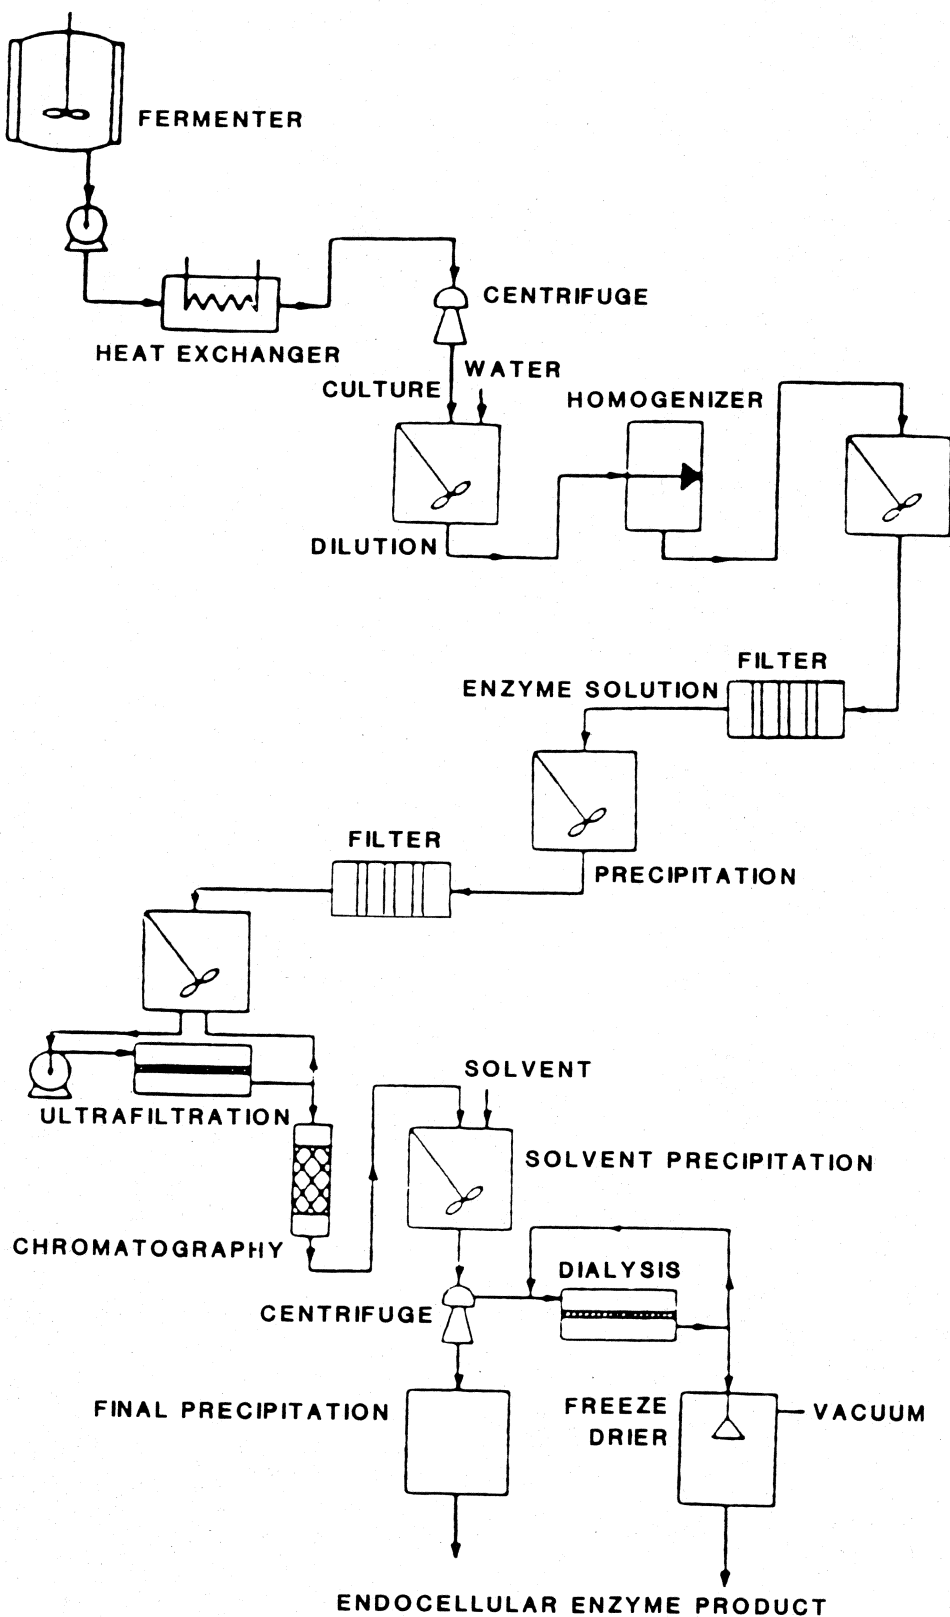 FERMENTER
CENTRIFUGE
HEAT EXCHANGER
WATER
CULTURE
HOMOGENIZER
DILUTION
FILTER
ENZYME SOLUTION
FILTER
PRECIPITATION
SOLVENT
ULTRAFILTRATION
SOLVENT PRECIPITATION
CHROMATOGRAPHY
DIALYSIS
CENTRIFUGE
FINAL PRECIPITATION
FREEZE
DRIER
VACUUM
ENDOCELLULAR ENZYME PRODUCT